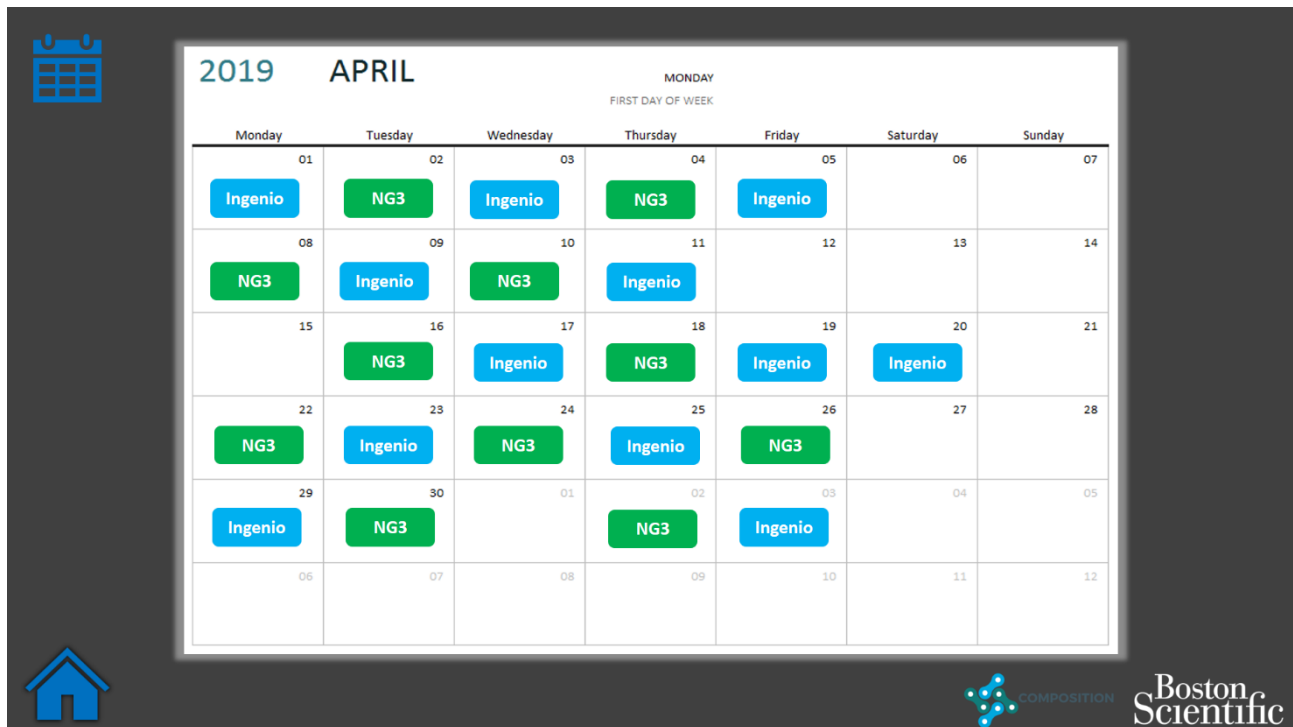 2019 APRIL
MONDAY
FIRST DAY OF WEEK
Monday Tuesday Wednesday Thursday Friday Saturday Sunday
01 02 03 04 05 06 07
Ingenio NG3 Ingenio NG3 Ingenio
08 09 10 11 12 13 14
NG3 Ingenio NG3 Ingenio
15 16 17 18 19 20 21
NG3 Ingenio NG3 Ingenio Ingenio
22 23 24 25 26 27 28
NG3 Ingenio NG3 Ingenio NG3
29 30 01 02 03 04 05
Ingenio NG3 NG3 Ingenio
06 07 08 09 10 11 12
COMPOSITION
Boston
Scientific